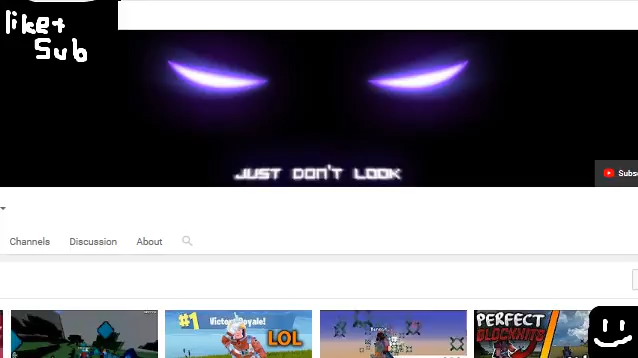 like+
Sub
JUST DON'T LOOK
Channels
Discussion
About
#1
Victory Royale!
LOL
PERFECT
BLOCKHITS